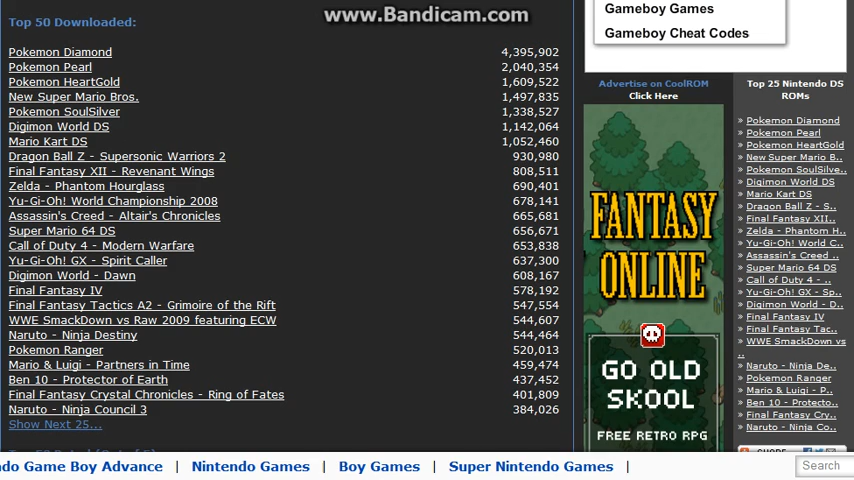 www.Bandicam.com
Top 50 Downloaded:
Pokemon Diamond 4,395,902
Pokemon Pearl 2,040,354
Pokemon HeartGold 1,609,522
New Super Mario Bros. 1,497,835
Pokemon SoulSilver 1,338,527
Digimon World DS 1,142,064
Mario Kart DS 1,052,460
Dragon Ball Z - Supersonic Warriors 2 930,980
Final Fantasy XII - Revenant Wings 808,511
Zelda - Phantom Hourglass 690,401
Yu-Gi-Oh! World Championship 2008 678,141
Assassin's Creed - Altair's Chronicles 665,681
Super Mario 64 DS 656,671
Call of Duty 4 - Modern Warfare 653,838
Yu-Gi-Oh! GX - Spirit Caller 637,300
Digimon World - Dawn 608,167
Final Fantasy IV 578,192
Final Fantasy Tactics A2 - Grimoire of the Rift 547,554
WWE SmackDown vs Raw 2009 featuring ECW 544,607
Naruto - Ninja Destiny 544,464
Pokemon Ranger 520,013
Mario & Luigi - Partners in Time 459,474
Ben 10 - Protector of Earth 437,452
Final Fantasy Crystal Chronicles - Ring of Fates 401,809
Naruto - Ninja Council 3 384,026
Show Next 25...
Gameboy Games
Gameboy Cheat Codes
Advertise on CoolROM
Click Here
FANTASY
ONLINE
GO OLD
SKOOL
FREE RETRO RPG
Top 25 Nintendo DS
ROMs
» Pokemon Diamond
» Pokemon Pearl
» Pokemon HeartGold
» New Super Mario B..
» Pokemon SoulSilve..
» Digimon World DS
» Mario Kart DS
» Dragon Ball Z - S..
» Final Fantasy XII..
» Zelda - Phantom H..
» Yu-Gi-Oh! World C..
» Assassin's Creed ..
» Super Mario 64 DS
» Call of Duty 4 - ..
» Yu-Gi-Oh! GX - Sp..
» Digimon World - D..
» Final Fantasy IV
» Final Fantasy Tac..
» WWE SmackDown vs
..
» Naruto - Ninja De..
» Pokemon Ranger
» Mario & Luigi - P..
» Ben 10 - Protecto..
» Final Fantasy Cry..
» Naruto - Ninja Co..
ndo Game Boy Advance | Nintendo Games | Boy Games | Super Nintendo Games |
Search